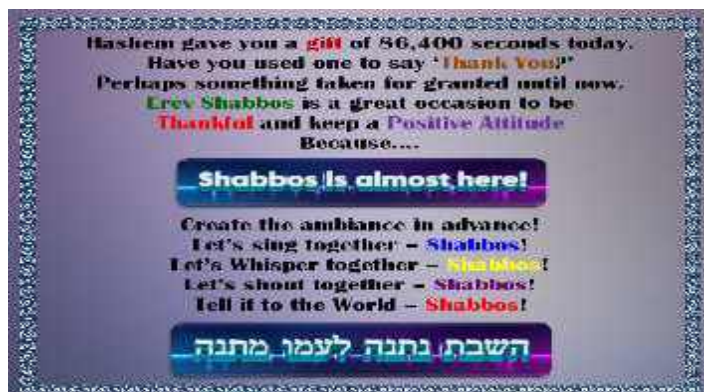 Hashem gave you a gift of 86,400 seconds today.
Have you used one to say 'Thank You?'
Perhaps something taken for granted until now.
Erev Shabbos is a great occasion to be
Thankful and keep a Positive Attitude
Because....
Shabbos Is almost here!
Create the ambiance in advance!
Let's sing together – Shabbos!
Let's Whisper together – Shabbos!
Let's shout together – Shabbos!
Tell it to the World – Shabbos!
השבת נתנה לעמו מתנה